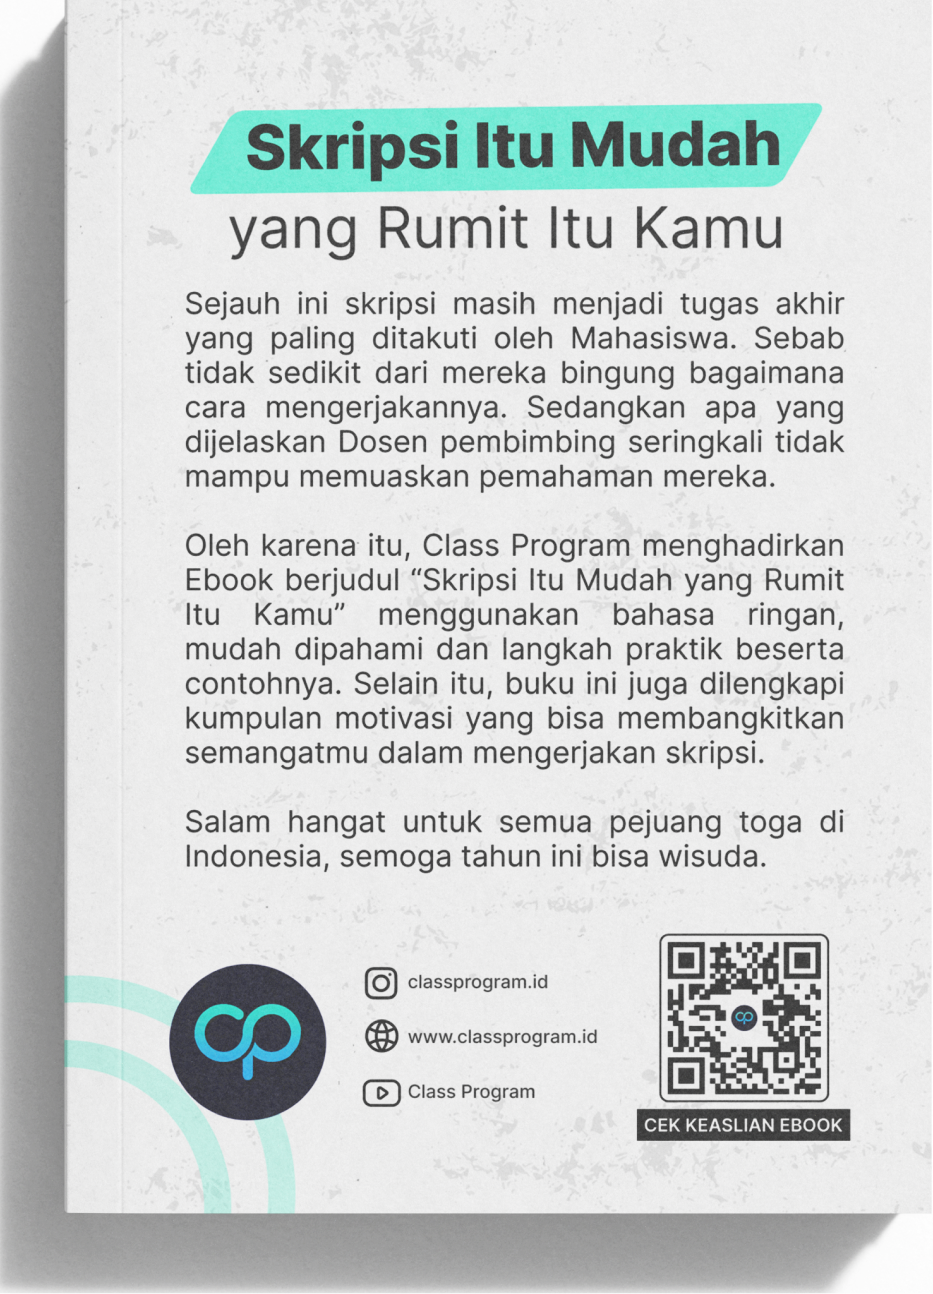 Skripsi Itu Mudah
yang Rumit Itu Kamu
Sejauh ini skripsi masih menjadi tugas akhir
yang paling ditakuti oleh Mahasiswa. Sebab
tidak sedikit dari mereka bingung bagaimana
cara mengerjakannya. Sedangkan apa yang
dijelaskan Dosen pembimbing seringkali tidak
mampu memuaskan pemahaman mereka.
Oleh karena itu, Class Program menghadirkan
Ebook berjudul “Skripsi Itu Mudah yang Rumit
Itu Kamu” menggunakan bahasa ringan,
mudah dipahami dan langkah praktik beserta
contohnya. Selain itu, buku ini juga dilengkapi
kumpulan motivasi yang bisa membangkitkan
semangatmu dalam mengerjakan skripsi.
Salam hangat untuk semua pejuang toga di
Indonesia, semoga tahun ini bisa wisuda.
cp
classprogram.id
www.classprogram.id
Class Program
CEK KEASLIAN EBOOK